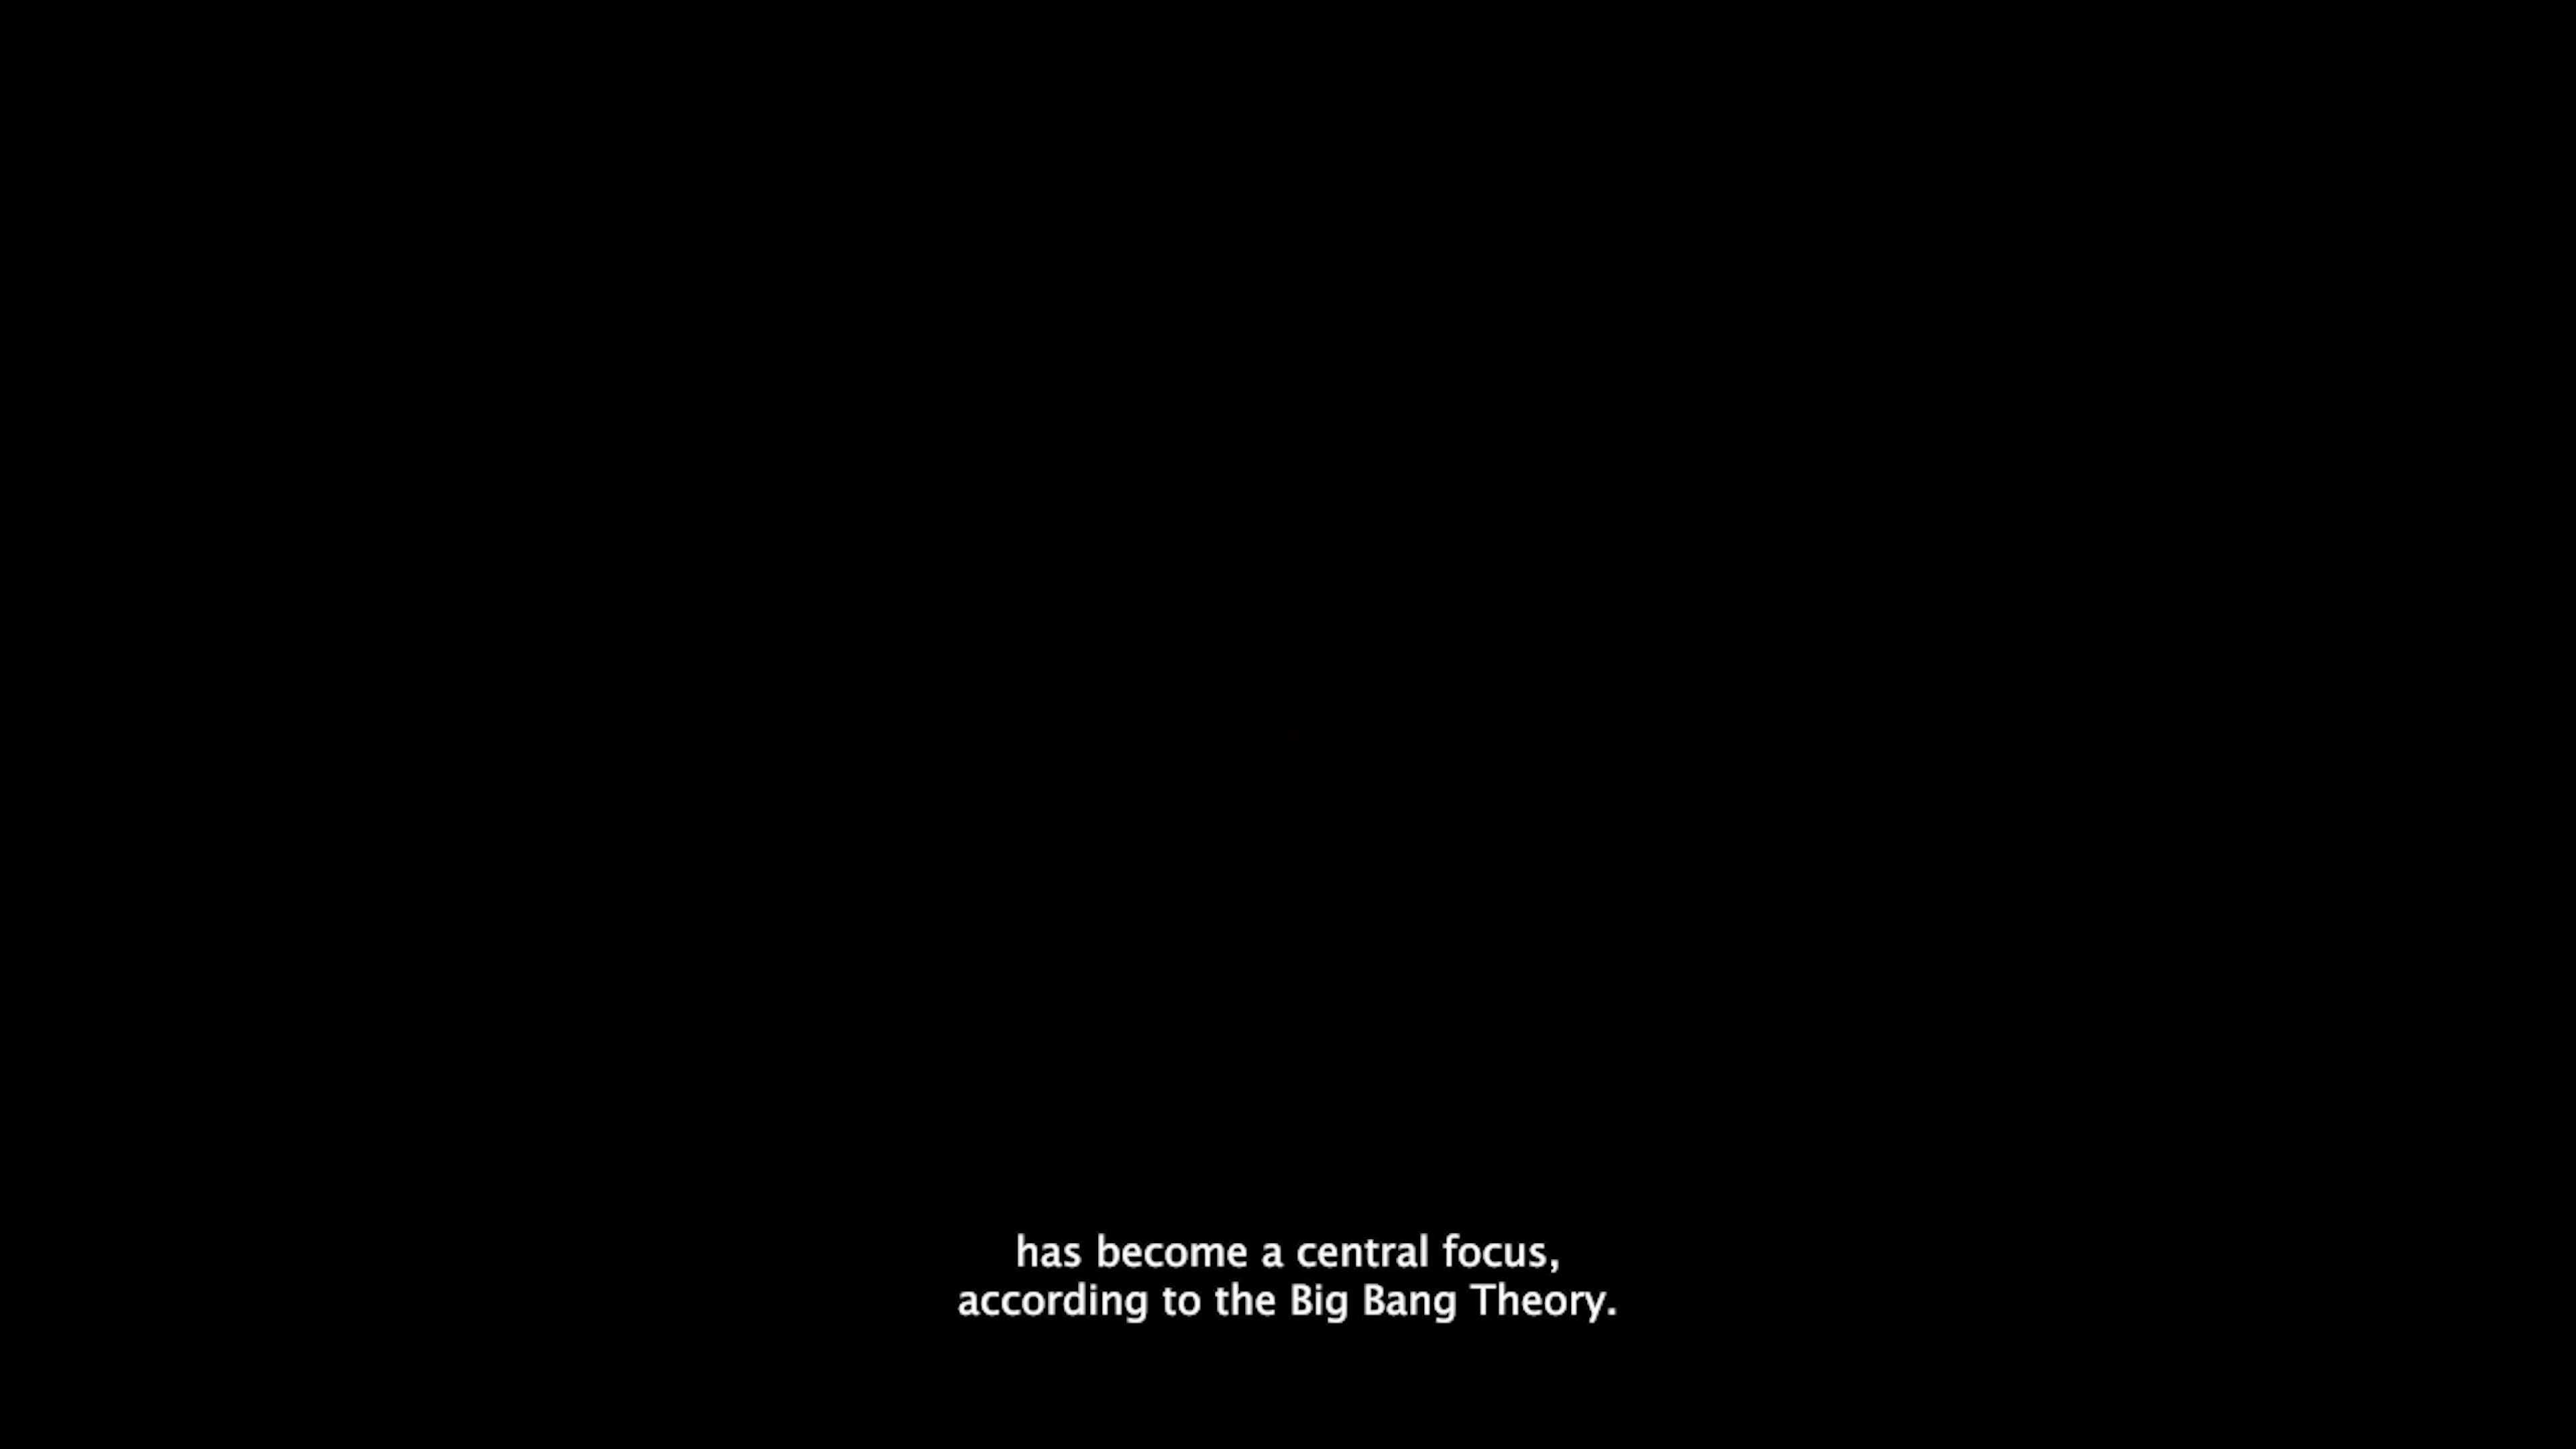 has become a central focus,
according to the Big Bang Theory.